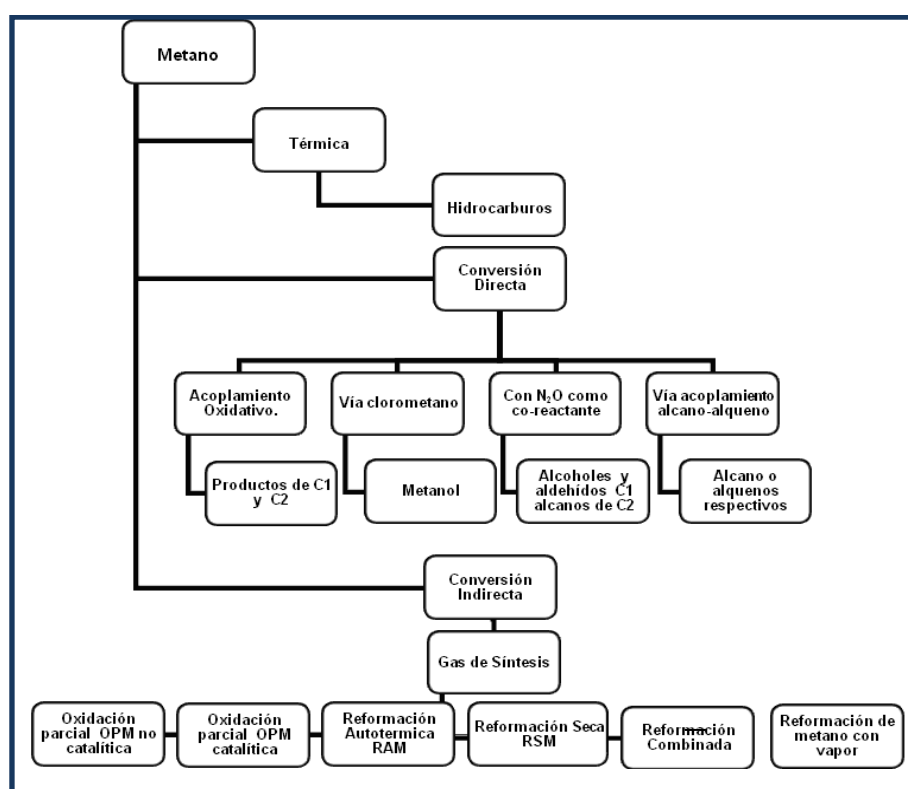 Metano
Térmica
Hidrocarburos
Conversión
Directa
Acoplamiento
Oxidativo.
Vía clorometano
Con N₂O como
co-reactante
Vía acoplamiento
alcano-alqueno
Productos de C1
y C2
Metanol
Alcoholes y
aldehídos C1
alcanos de C2
Alcano o
alquenos
respectivos
Conversión
Indirecta
Gas de Síntesis
Oxidación
parcial OPM no
catalítica
Oxidación
parcial OPM
catalítica
Reformación
Autotermica
RAM
Reformación Seca
RSM
Reformación
Combinada
Reformación de
metano con
vapor